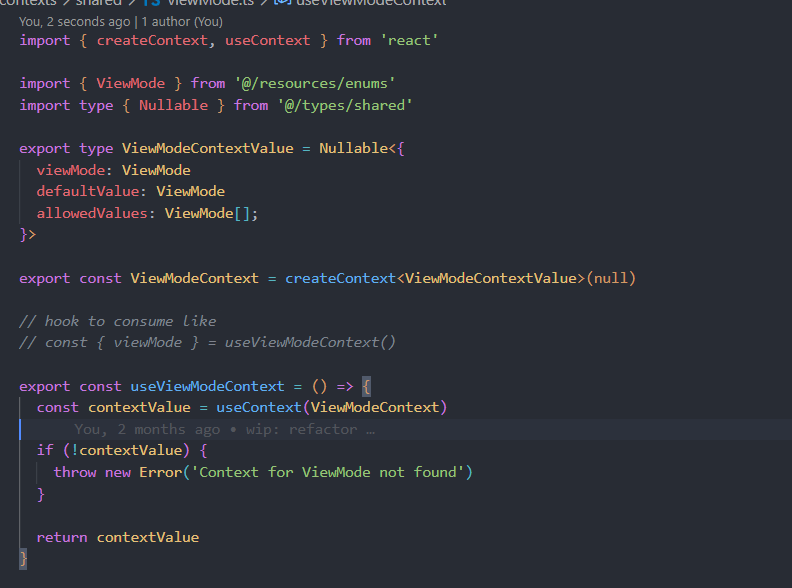 contexts > shared > TS viewMode.ts > useViewModeContext
You, 2 seconds ago | 1 author (You)
import { createContext, useContext } from 'react'
import { ViewMode } from '@/resources/enums'
import type { Nullable } from '@/types/shared'
export type ViewModeContextValue = Nullable<{
  viewMode: ViewMode
  defaultValue: ViewMode
  allowedValues: ViewMode[];
}>
export const ViewModeContext = createContext<ViewModeContextValue>(null)
// hook to consume like
// const { viewMode } = useViewModeContext()
export const useViewModeContext = () => {
  const contextValue = useContext(ViewModeContext)
You, 2 months ago • wip: refactor …
  if (!contextValue) {
    throw new Error('Context for ViewMode not found')
  }
  return contextValue
}